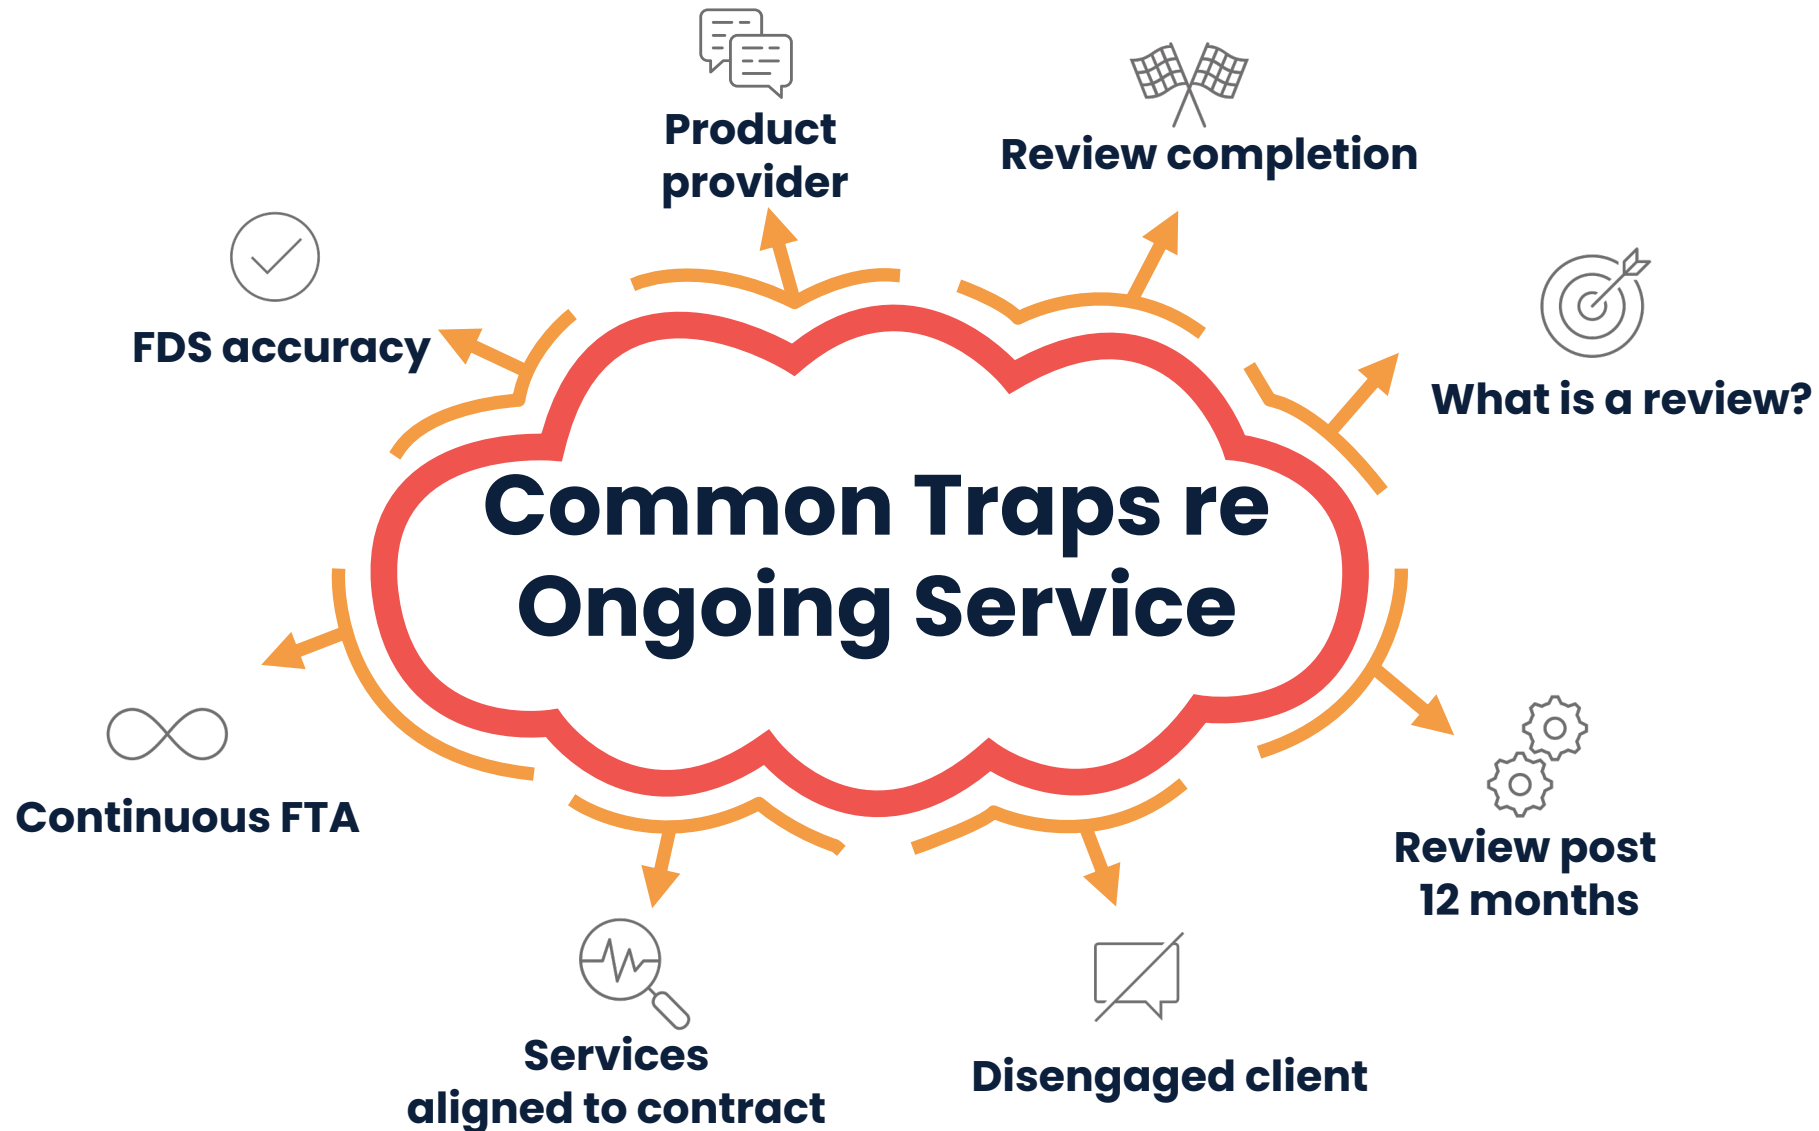 Product
provider
Review completion
FDS accuracy
What is a review?
Common Traps re
Ongoing Service
Continuous FTA
Review post
12 months
Services
aligned to contract
Disengaged client